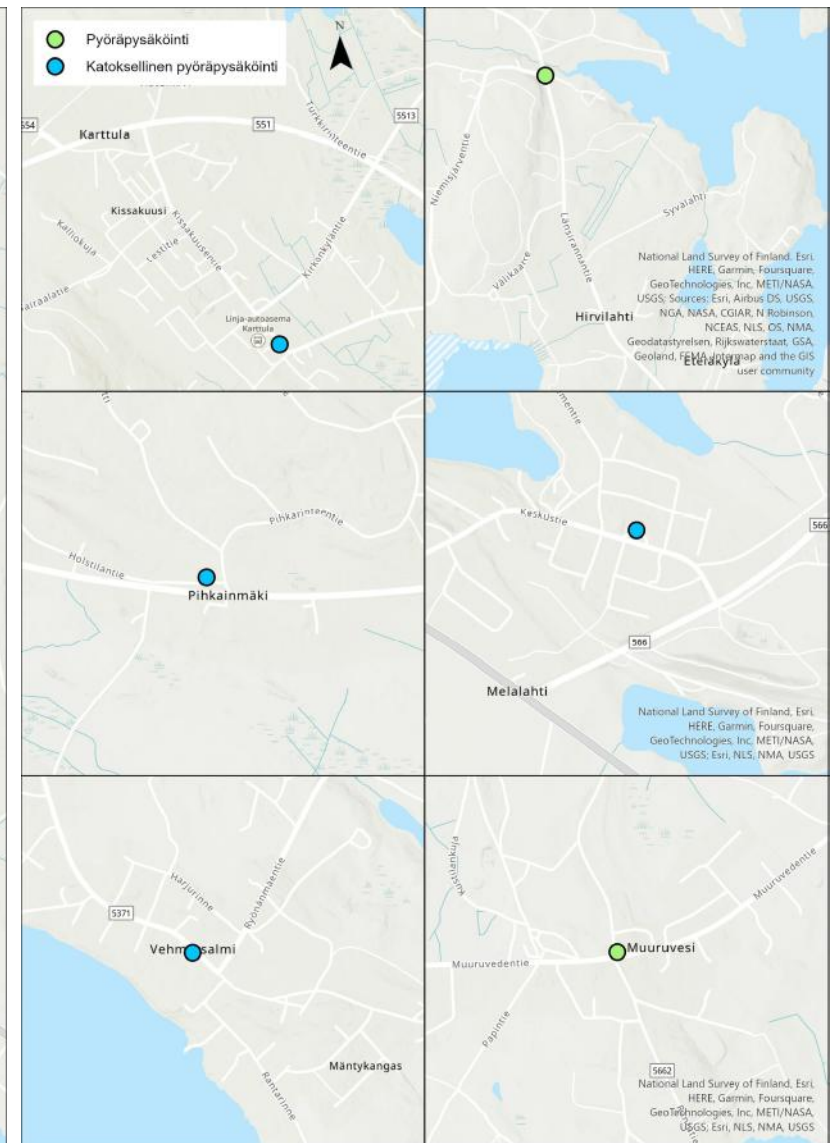 Pyöräpysäköinti
Katoksellinen pyöräpysäköinti
N
554
Karttula
551
Turkkirinteentie
5513
Kissakuusi
Kissakuusentie
Kalliokuja
Lestitie
Kirkonkyläntie
Linja-autoasema
Karttula
Niemisjärventie
Länsirannantie
Syvälahti
Välikaarre
Hirvilahti
Eteläkylä
National Land Survey of Finland, Esri,
HERE, Garmin, Foursquare,
GeoTechnologies, Inc, METI/NASA,
USGS; Sources: Esri, Airbus DS, USGS,
NGA, NASA, CGIAR, N Robinson,
NCEAS, NLS, OS, NMA,
Geodatastyrelsen, Rijkswaterstaat, GSA,
Geoland, FEMA, Intermap and the GIS
user community
Pihkarinteentie
Holstilantie
Pihkainmäki
Keskustie
566
566
Melalahti
National Land Survey of Finland, Esri,
HERE, Garmin, Foursquare,
GeoTechnologies, Inc, METI/NASA,
USGS; Esri, NLS, NMA, USGS
Harjurinne
Ryönänmäentie
5371
Vehmersalmi
Mäntykangas
Rantarinne
Kustilankuja
Muuruvedentie
Muuruvesi
Muuruvedentie
Papintie
5662
National Land Survey of Finland, Esri,
HERE, Garmin, Foursquare,
GeoTechnologies, Inc, METI/NASA,
USGS; Esri, NLS, NMA, USGS